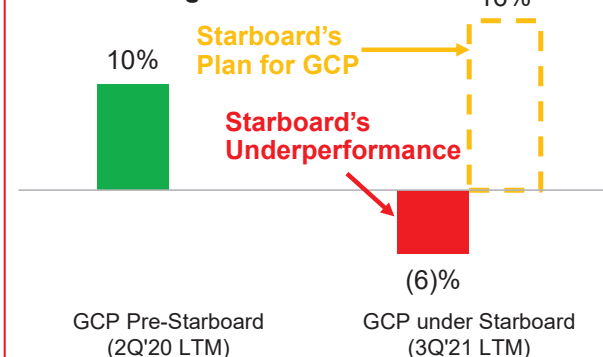 16%
Starboard's
Plan for GCP
10%
Starboard's
Underperformance
(6)%
GCP Pre-Starboard
(2Q'20 LTM)
GCP under Starboard
(3Q'21 LTM)